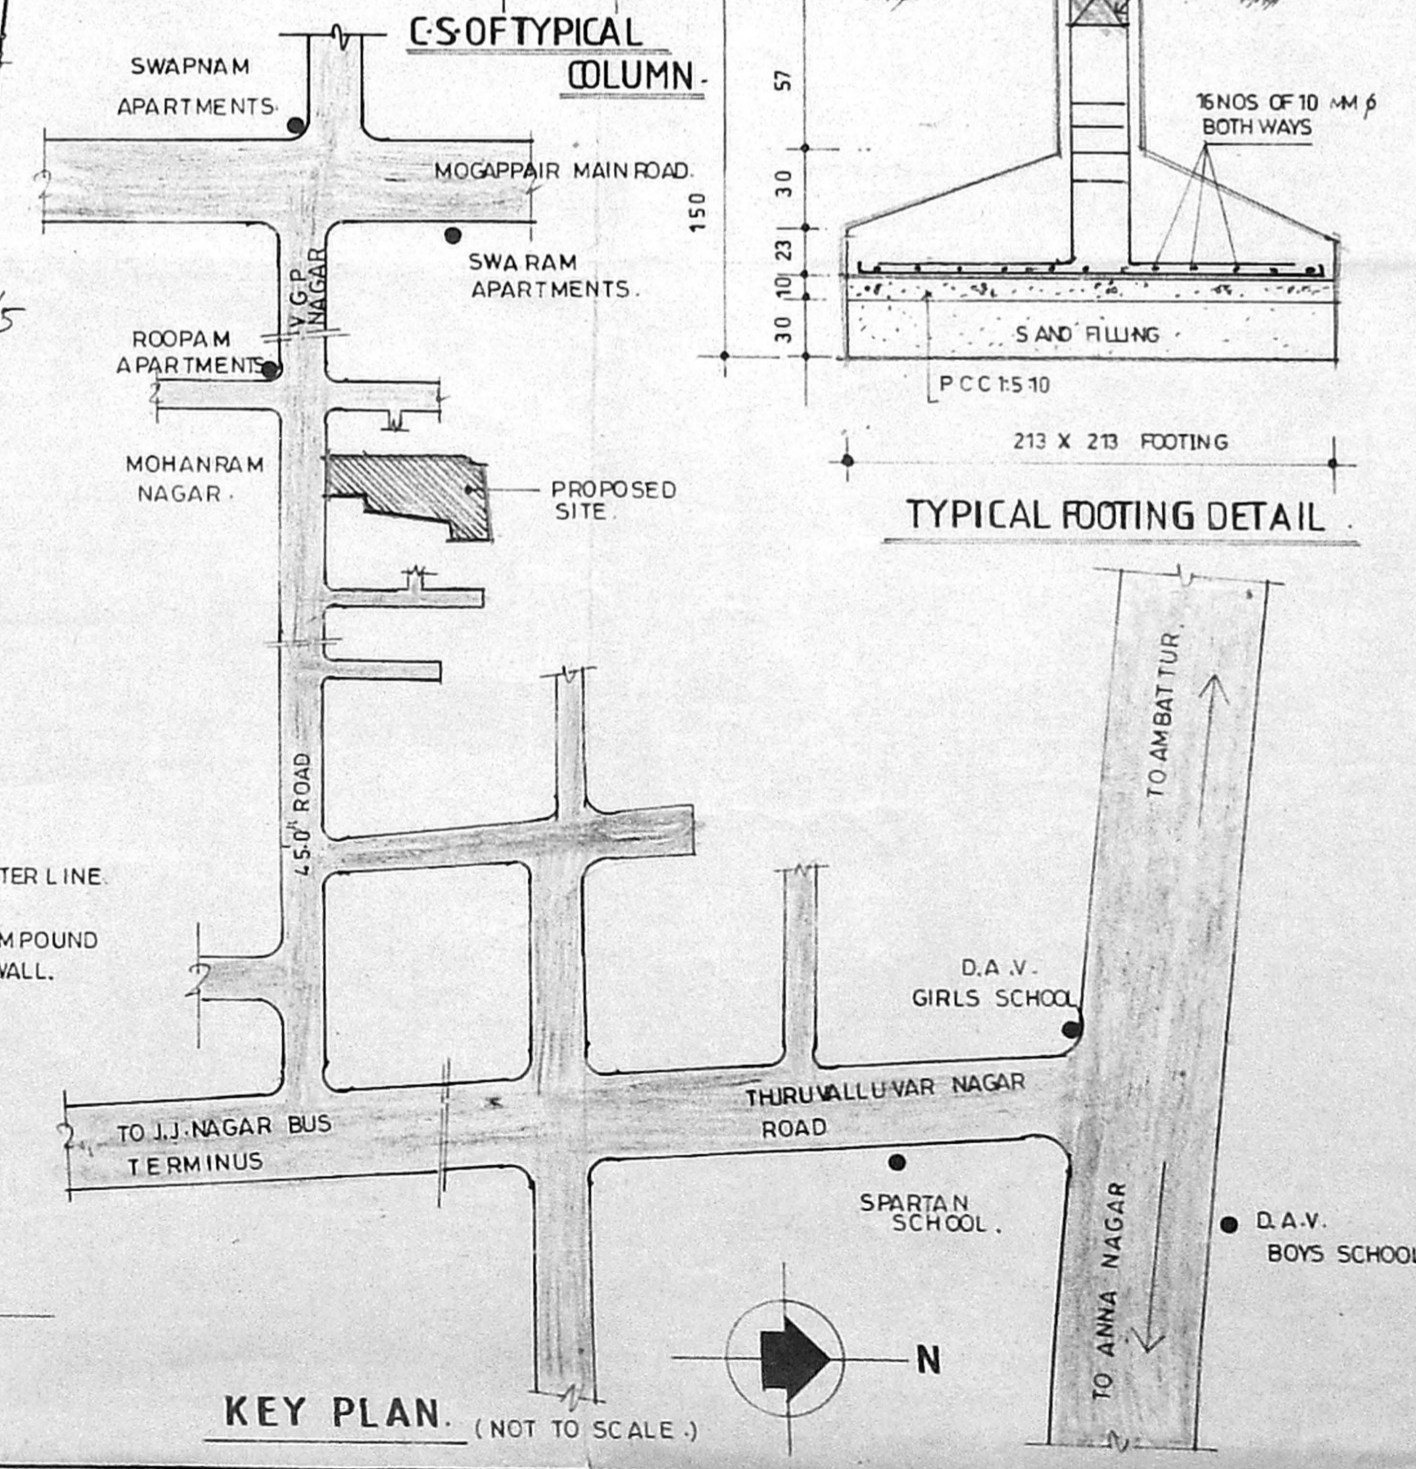 C.S. OF TYPICAL
COLUMN.
SWAPNAM
APARTMENTS.
MOGAPPAIR MAIN ROAD.
SWARAM
APARTMENTS.
V G P
NAGAR
ROOPAM
APARTMENTS
MOHANRAM
NAGAR.
PROPOSED
SITE.
45'.0" ROAD
TER LINE.
MPOUND
WALL.
TO J.J. NAGAR BUS
TERMINUS
THURUVALLUVAR NAGAR
ROAD
D.A.V.
GIRLS SCHOOL
SPARTAN
SCHOOL.
D.A.V.
BOYS SCHOOL
TO AMBATTUR.
TO ANNA NAGAR
N
KEY PLAN. (NOT TO SCALE.)
16 NOS OF 10 MM ϕ
BOTH WAYS
57
30
23
10
30
150
SAND FILLING
P C C 1:5:10
213 X 213 FOOTING
TYPICAL FOOTING DETAIL.
5